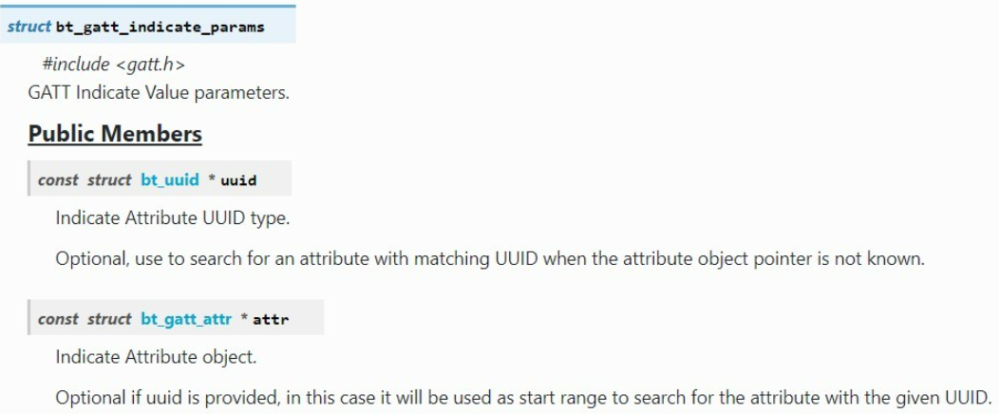 struct bt_gatt_indicate_params
#include <gatt.h>
GATT Indicate Value parameters.
Public Members
const struct bt_uuid * uuid
Indicate Attribute UUID type.
Optional, use to search for an attribute with matching UUID when the attribute object pointer is not known.
const struct bt_gatt_attr * attr
Indicate Attribute object.
Optional if uuid is provided, in this case it will be used as start range to search for the attribute with the given UUID.